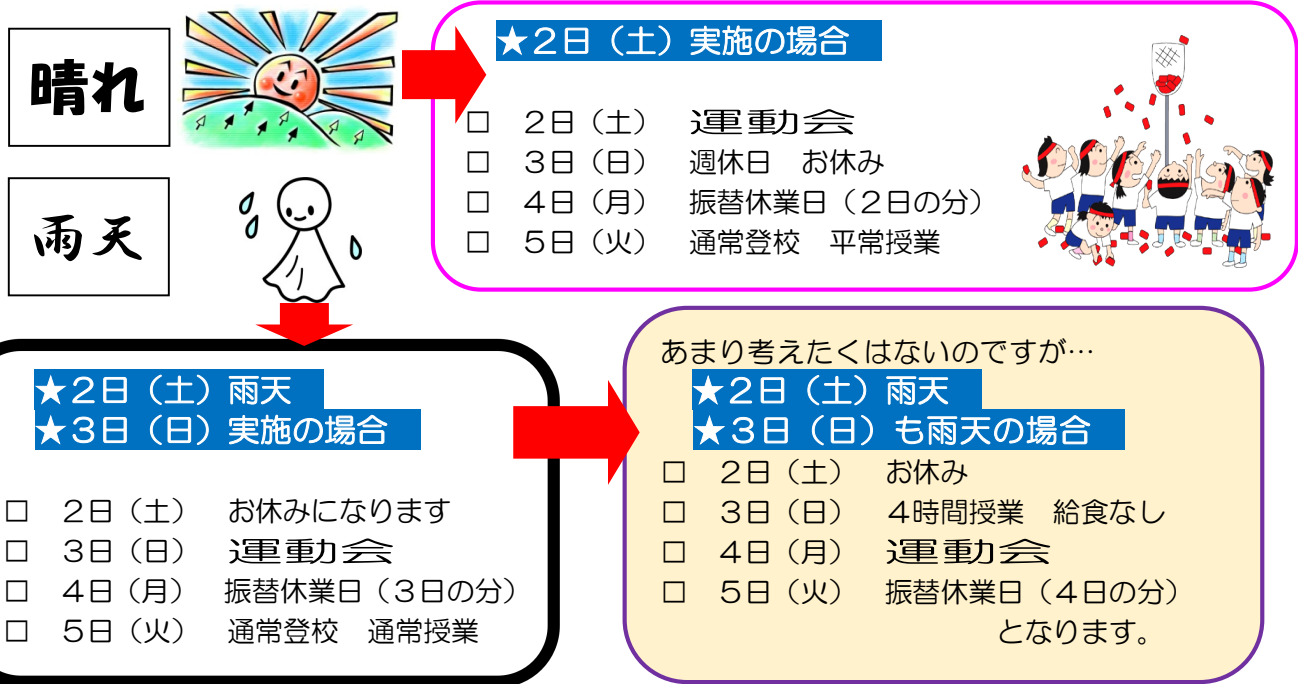 晴れ
★２日（土）実施の場合
□　２日（土）　運動会
□　３日（日）　週休日　お休み
□　４日（月）　振替休業日（２日の分）
□　５日（火）　通常登校　平常授業
雨天
★２日（土）雨天
★３日（日）実施の場合
□　２日（土）　お休みになります
□　３日（日）　運動会
□　４日（月）　振替休業日（３日の分）
□　５日（火）　通常登校　通常授業
あまり考えたくはないのですが…
★２日（土）雨天
★３日（日）も雨天の場合
□　２日（土）　お休み
□　３日（日）　４時間授業　給食なし
□　４日（月）　運動会
□　５日（火）　振替休業日（４日の分）
となります。